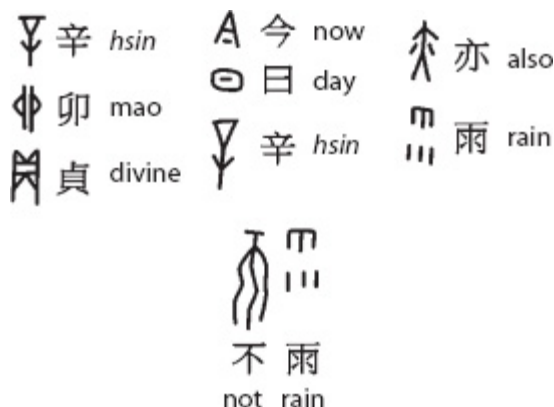 辛 hsin
卯 mao
貞 divine
今 now
日 day
辛 hsin
亦 also
雨 rain
不 雨
not rain